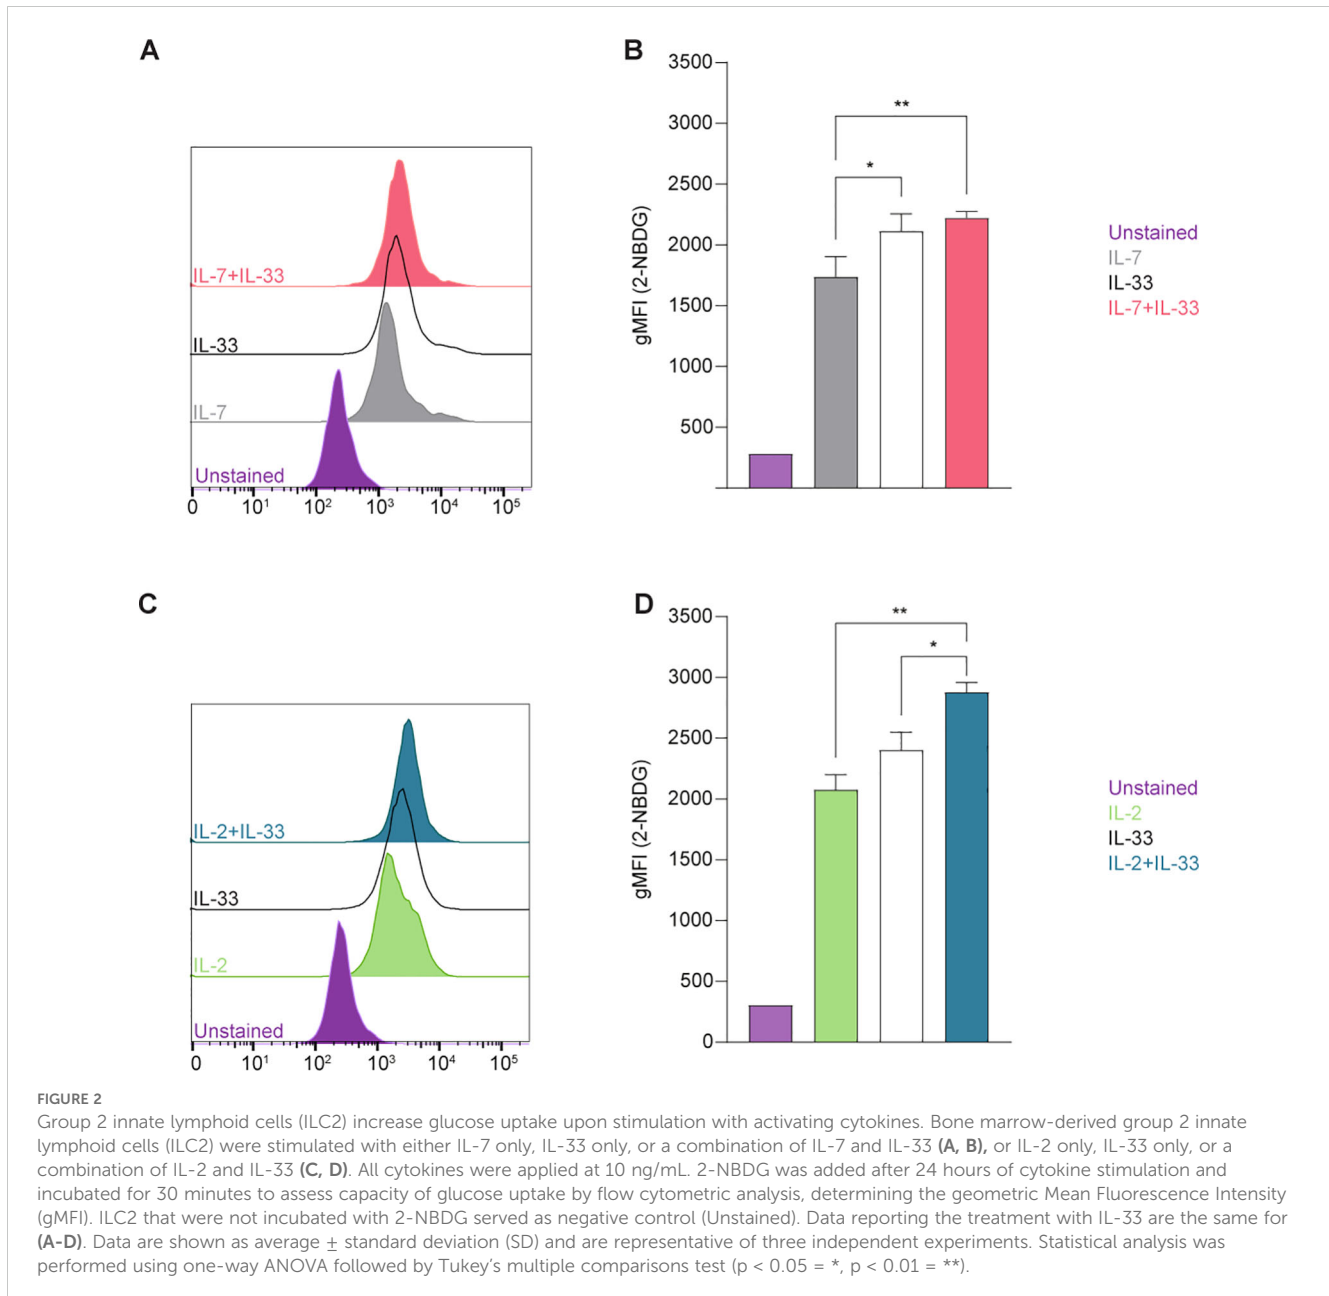 A
IL-7+IL-33
IL-33
IL-7
Unstained
0 10¹ 10² 10³ 10⁴ 10⁵
B
3500
3000
2500
2000
1500
1000
500
gMFI (2-NBDG)
**
*
Unstained
IL-7
IL-33
IL-7+IL-33
C
IL-2+IL-33
IL-33
IL-2
Unstained
0 10¹ 10² 10³ 10⁴ 10⁵
D
3500
3000
2500
2000
1500
1000
500
0
gMFI (2-NBDG)
**
*
Unstained
IL-2
IL-33
IL-2+IL-33
FIGURE 2
Group 2 innate lymphoid cells (ILC2) increase glucose uptake upon stimulation with activating cytokines. Bone marrow-derived group 2 innate
lymphoid cells (ILC2) were stimulated with either IL-7 only, IL-33 only, or a combination of IL-7 and IL-33 (A, B), or IL-2 only, IL-33 only, or a
combination of IL-2 and IL-33 (C, D). All cytokines were applied at 10 ng/mL. 2-NBDG was added after 24 hours of cytokine stimulation and
incubated for 30 minutes to assess capacity of glucose uptake by flow cytometric analysis, determining the geometric Mean Fluorescence Intensity
(gMFI). ILC2 that were not incubated with 2-NBDG served as negative control (Unstained). Data reporting the treatment with IL-33 are the same for
(A-D). Data are shown as average ± standard deviation (SD) and are representative of three independent experiments. Statistical analysis was
performed using one-way ANOVA followed by Tukey's multiple comparisons test (p < 0.05 = *, p < 0.01 = **).